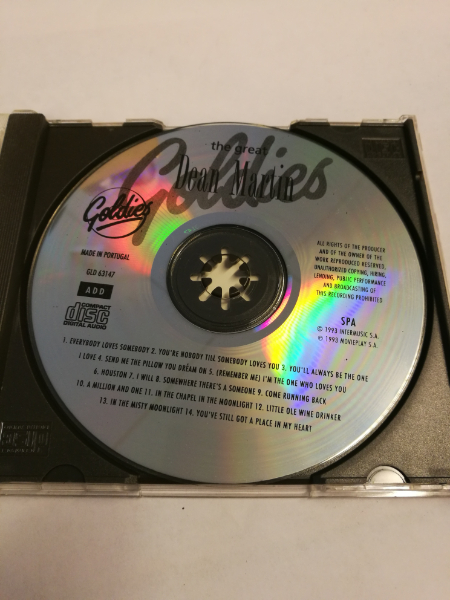 the great
Goldies
Dean Martin
Goldies
MADE IN PORTUGAL
GLD 63147
ADD
COMPACT
disc
DIGITAL AUDIO
ALL RIGHTS OF THE PRODUCER
AND OF THE OWNER OF THE
WORK REPRODUCED RESERVED,
UNAUTHORIZED COPYING, HIRING,
LENDING, PUBLIC PERFORMANCE
AND BROADCASTING OF
THIS RECORDING PROHIBITED
SPA
© 1993 INTERMUSIC S.A.
℗ 1993 MOVIEPLAY S.A.
1. EVERYBODY LOVES SOMEBODY 2. YOU'RE NOBODY TILL SOMEBODY LOVES YOU 3. YOU'LL ALWAYS BE THE ONE
I LOVE 4. SEND ME THE PILLOW YOU DREAM ON 5. (REMEMBER ME) I'M THE ONE WHO LOVES YOU
6. HOUSTON 7. I WILL 8. SOMEWHERE THERE'S A SOMEONE 9. COME RUNNING BACK
10. A MILLION AND ONE 11. IN THE CHAPEL IN THE MOONLIGHT 12. LITTLE OLE WINE DRINKER
13. IN THE MISTY MOONLIGHT 14. YOU'VE STILL GOT A PLACE IN MY HEART